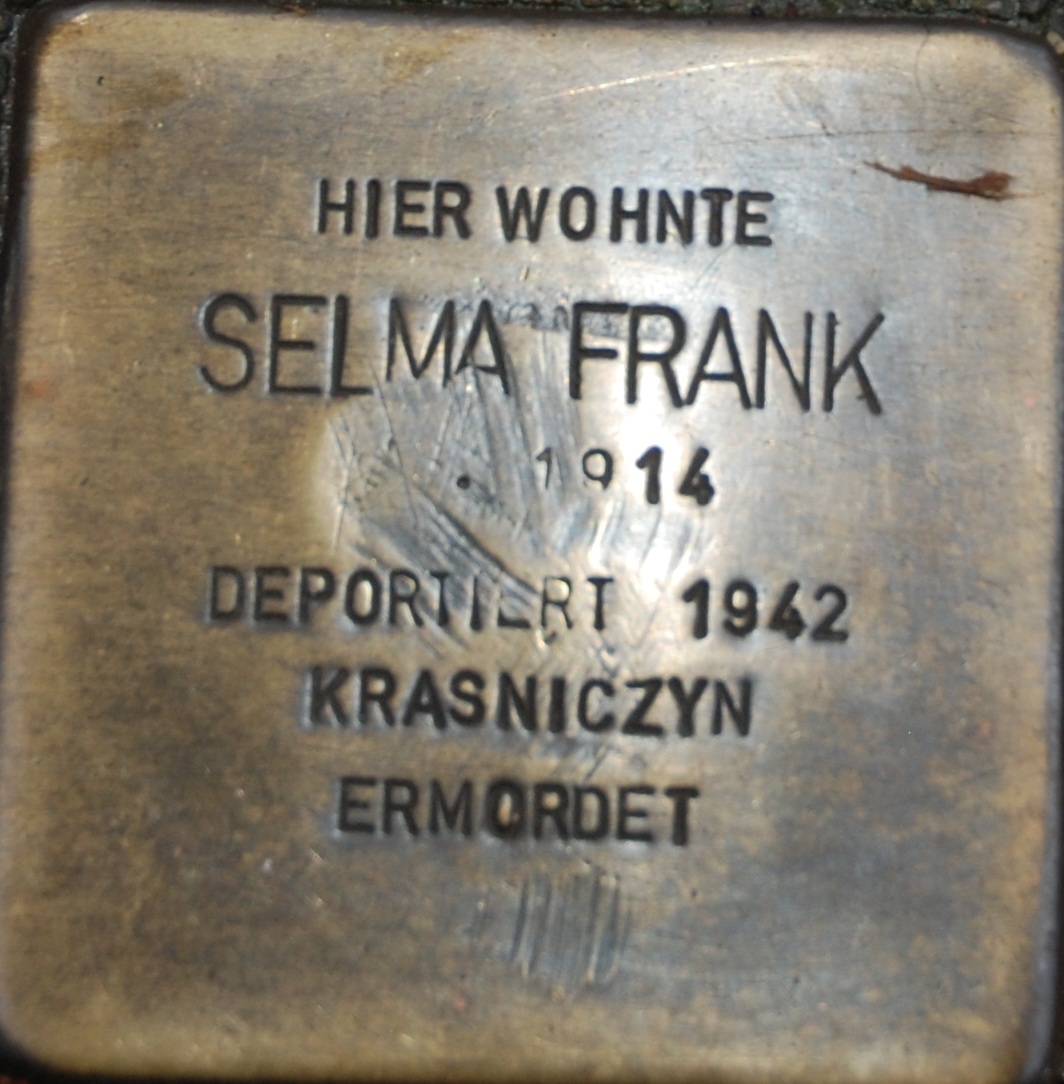 HIER WOHNTE
SELMA FRANK
1914
DEPORTIERT 1942
KRASNICZYN
ERMORDET